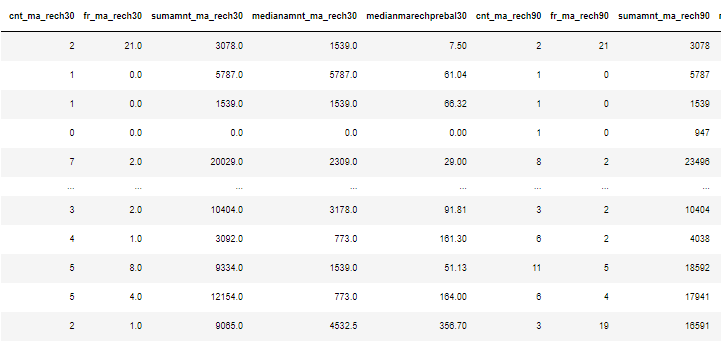 cnt_ma_rech30 fr_ma_rech30 sumamnt_ma_rech30 medianamnt_ma_rech30 medianmarechprebal30 cnt_ma_rech90 fr_ma_rech90 sumamnt_ma_rech90
2 21.0 3078.0 1539.0 7.50 2 21 3078
1 0.0 5787.0 5787.0 61.04 1 0 5787
1 0.0 1539.0 1539.0 66.32 1 0 1539
0 0.0 0.0 0.0 0.00 1 0 947
7 2.0 20029.0 2309.0 29.00 8 2 23496
... ... ... ... ... ... ... ...
3 2.0 10404.0 3178.0 91.81 3 2 10404
4 1.0 3092.0 773.0 161.30 6 2 4038
5 8.0 9334.0 1539.0 51.13 11 5 18592
5 4.0 12154.0 773.0 164.00 6 4 17941
2 1.0 9065.0 4532.5 356.70 3 19 16591